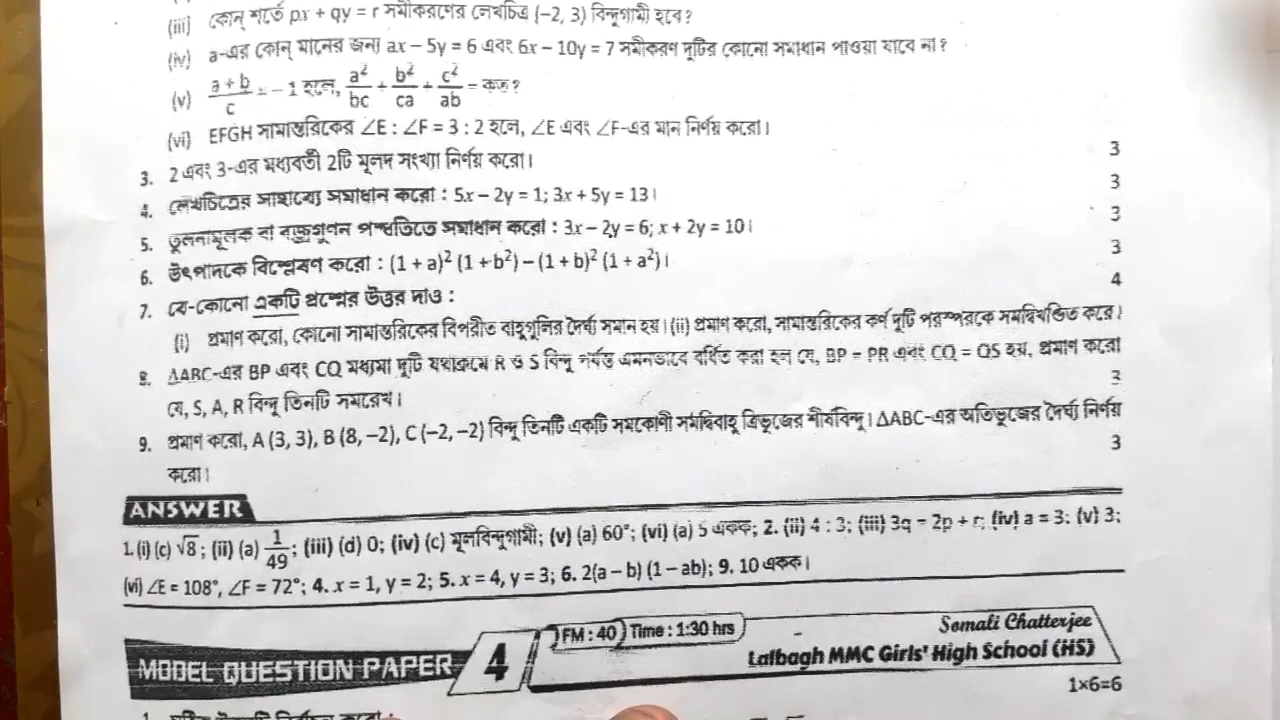 (iii) কোন্ শর্তে px + qy = r সমীকরণের লেখচিত্র (–2, 3) বিন্দুগামী হবে?
(iv) a-এর কোন্ মানের জন্য ax – 5y = 6 এবং 6x – 10y = 7 সমীকরণ দুটির কোনো সমাধান পাওয়া যাবে না?
(v) \frac{a + b}{c} = – 1 হলে, \frac{a²}{bc} + \frac{b²}{ca} + \frac{c²}{ab} = কত?
(vi) EFGH সামান্তরিকের ∠E : ∠F = 3 : 2 হলে, ∠E এবং ∠F-এর মান নির্ণয় করো।
3. 2 এবং 3-এর মধ্যবর্তী 2টি মূলদ সংখ্যা নির্ণয় করো। 3
4. লেখচিত্রের সাহায্যে সমাধান করো : 5x – 2y = 1; 3x + 5y = 13। 3
5. তুলনামূলক বা বজ্রগুণন পদ্ধতিতে সমাধান করো : 3x – 2y = 6; x + 2y = 10। 3
6. উৎপাদকে বিশ্লেষণ করো : (1 + a)² (1 + b²) – (1 + b)² (1 + a²)। 3
7. যে-কোনো একটি প্রশ্নের উত্তর দাও : 4
(i) প্রমাণ করো, কোনো সামান্তরিকের বিপরীত বাহুগুলির দৈর্ঘ্য সমান হয়। (ii) প্রমাণ করো, সামান্তরিকের কর্ণ দুটি পরস্পরকে সমদ্বিখণ্ডিত করে।
8. ΔABC-এর BP এবং CQ মধ্যমা দুটি যথাক্রমে R ও S বিন্দু পর্যন্ত এমনভাবে বর্ধিত করা হল যে, BP = PR এবং CQ = QS হয়, প্রমাণ করো
যে, S, A, R বিন্দু তিনটি সমরেখ। 3
9. প্রমাণ করো, A (3, 3), B (8, –2), C (–2, –2) বিন্দু তিনটি একটি সমকোণী সমদ্বিবাহু ত্রিভুজের শীর্ষবিন্দু। ΔABC-এর অতিভুজের দৈর্ঘ্য নির্ণয়
করো। 3
ANSWER
1. (i) (c) √8; (ii) (a) \frac{1}{49}; (iii) (d) 0; (iv) (c) মূলবিন্দুগামী; (v) (a) 60°; (vi) (a) 5 একক; 2. (ii) 4 : 3; (iii) 3q = 2p + r; (iv) a = 3; (v) 3;
(vi) ∠E = 108°, ∠F = 72°; 4. x = 1, y = 2; 5. x = 4, y = 3; 6. 2(a – b) (1 – ab); 9. 10 একক।
MODEL QUESTION PAPER 4 FM : 40 Time : 1:30 hrs
Somali Chatterjee
Lalbagh MMC Girls' High School (HS)
1×6=6